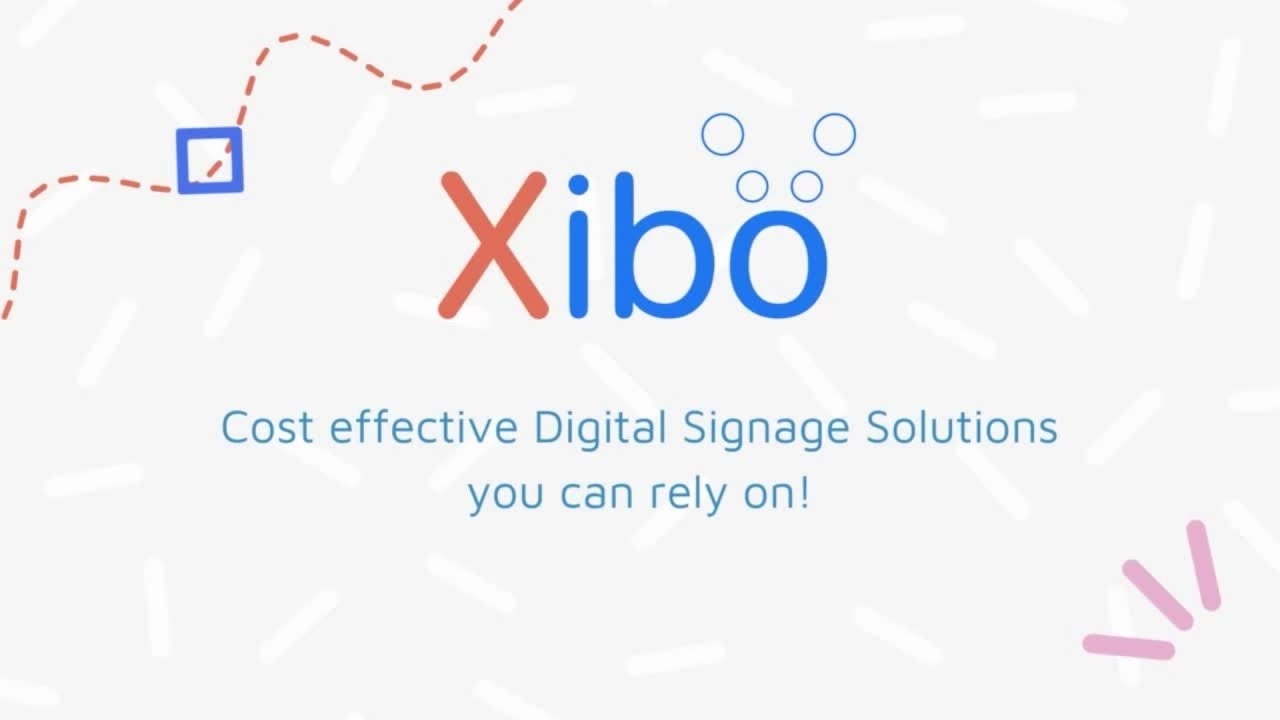 Xibo
Cost effective Digital Signage Solutions
you can rely on!